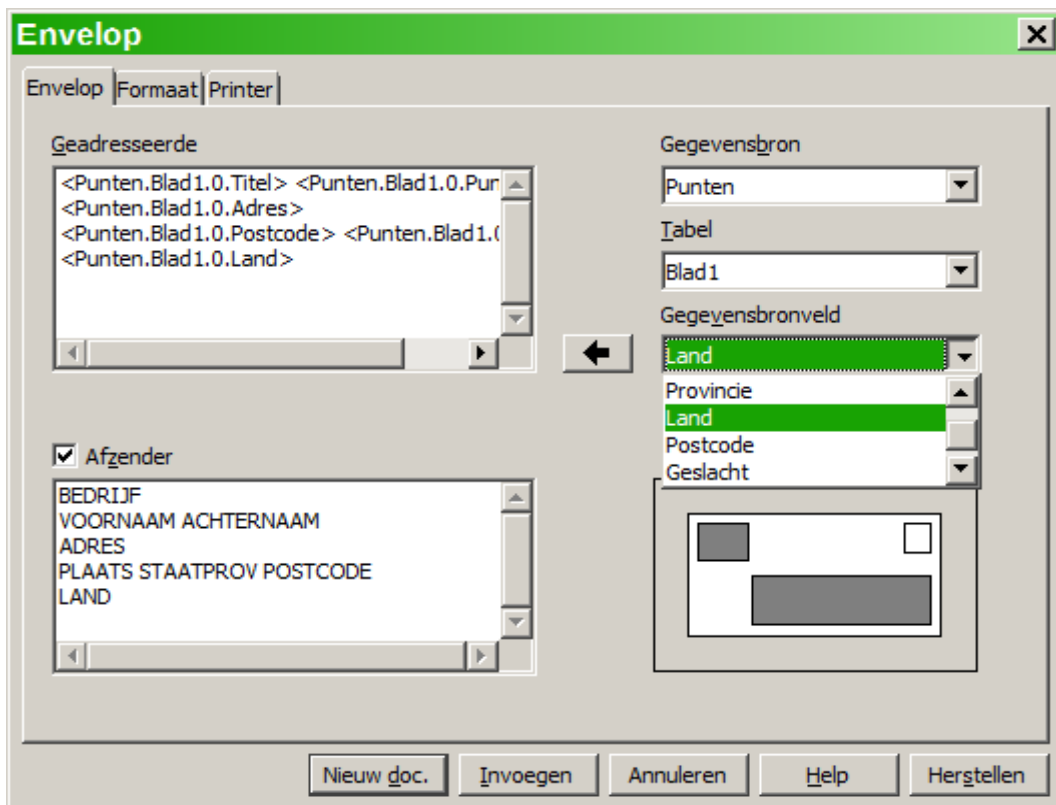 Envelop
Envelop Formaat Printer
Geadresseerde
<Punten.Blad1.0.Titel> <Punten.Blad1.0.Pun
<Punten.Blad1.0.Adres>
<Punten.Blad1.0.Postcode> <Punten.Blad1.0
<Punten.Blad1.0.Land>
Gegevensbron
Punten
Tabel
Blad1
Gegevensbronveld
Land
Provincie
Land
Postcode
Geslacht
Afzender
BEDRIJF
VOORNAAM ACHTERNAAM
ADRES
PLAATS STAATPROV POSTCODE
LAND
Nieuw doc. Invoegen Annuleren Help Herstellen